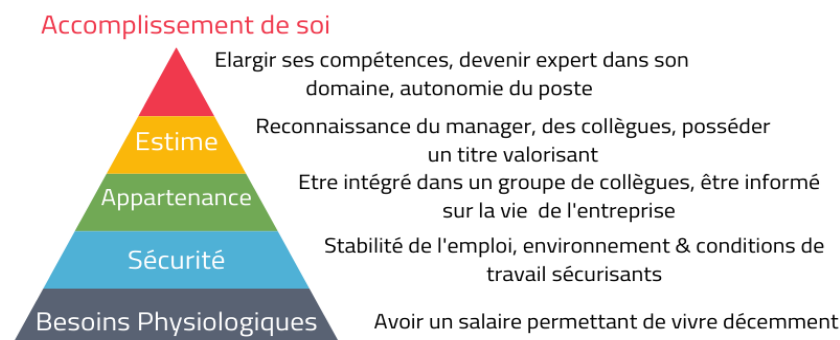 Accomplissement de soi
Elargir ses compétences, devenir expert dans son
domaine, autonomie du poste
Estime
Reconnaissance du manager, des collègues, posséder
un titre valorisant
Appartenance
Etre intégré dans un groupe de collègues, être informé
sur la vie de l'entreprise
Sécurité
Stabilité de l'emploi, environnement & conditions de
travail sécurisants
Besoins Physiologiques
Avoir un salaire permettant de vivre décemment